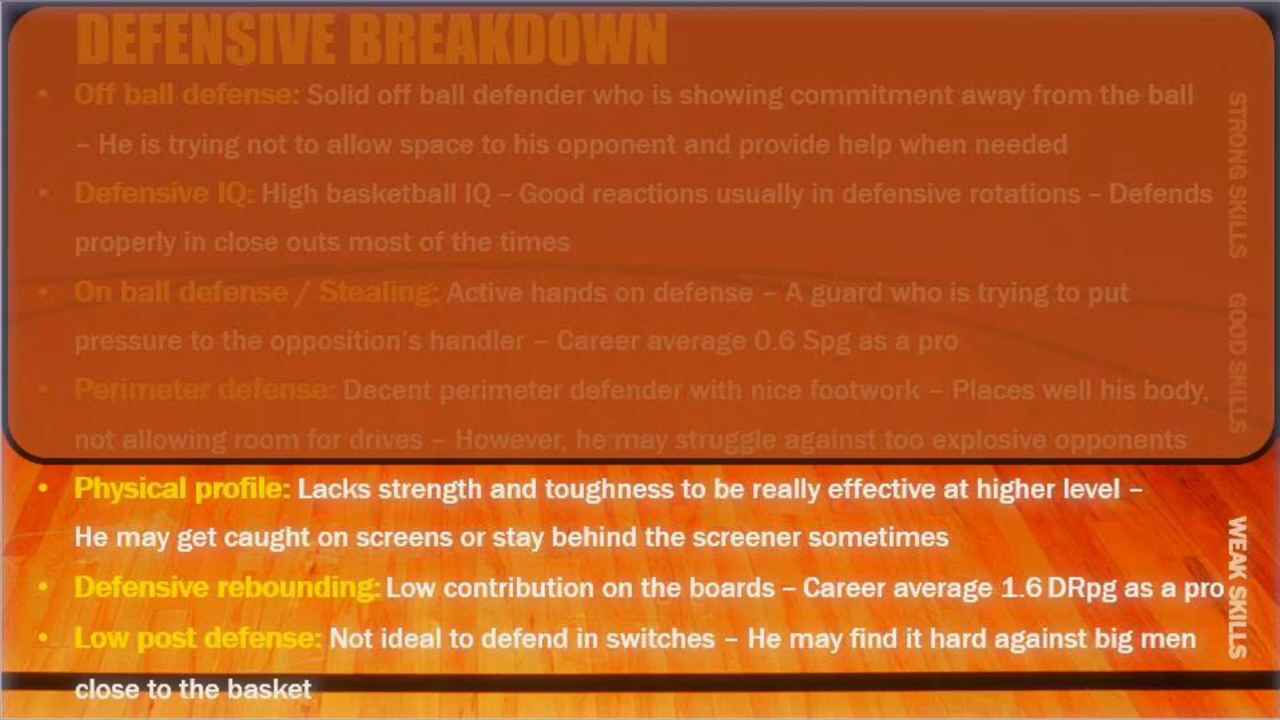 DEFENSIVE BREAKDOWN
• Off ball defense: Solid off ball defender who is showing commitment away from the ball
– He is trying not to allow space to his opponent and provide help when needed
• Defensive IQ: High basketball IQ – Good reactions usually in defensive rotations – Defends
properly in close outs most of the times
• On ball defense / Stealing: Active hands on defense – A guard who is trying to put
pressure to the opposition's handler – Career average 0.6 Spg as a pro
• Perimeter defense: Decent perimeter defender with nice footwork – Places well his body,
not allowing room for drives – However, he may struggle against too explosive opponents
• Physical profile: Lacks strength and toughness to be really effective at higher level –
He may get caught on screens or stay behind the screener sometimes
• Defensive rebounding: Low contribution on the boards – Career average 1.6 DRpg as a pro
• Low post defense: Not ideal to defend in switches – He may find it hard against big men
close to the basket
STRONG SKILLS
GOOD SKILLS
WEAK SKILLS